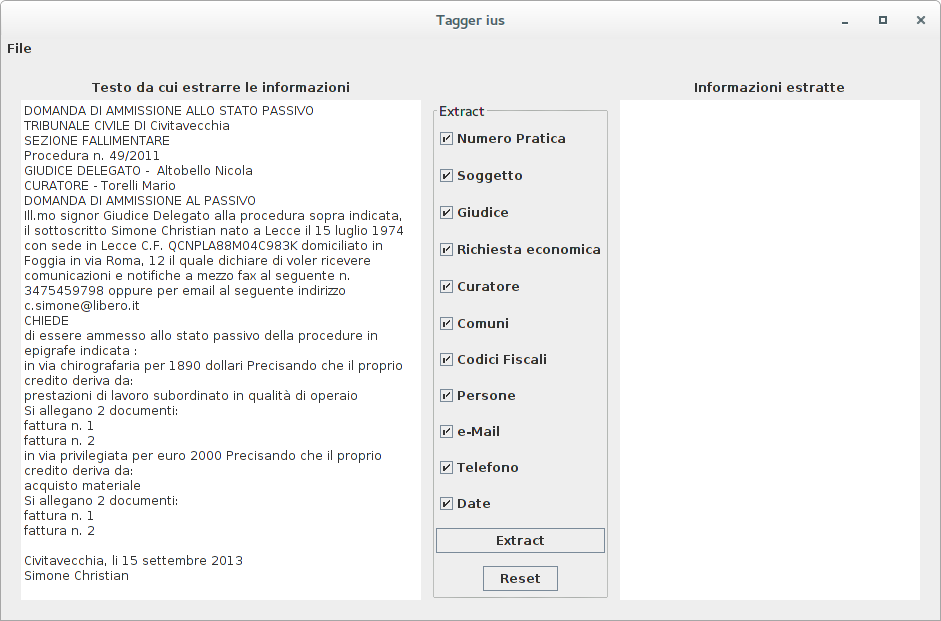 Tagger ius
File
Testo da cui estrarre le informazioni
DOMANDA DI AMMISSIONE ALLO STATO PASSIVO
TRIBUNALE CIVILE DI Civitavecchia
SEZIONE FALLIMENTARE
Procedura n. 49/2011
GIUDICE DELEGATO -  Altobello Nicola
CURATORE - Torelli Mario
DOMANDA DI AMMISSIONE AL PASSIVO
Ill.mo signor Giudice Delegato alla procedura sopra indicata,
il sottoscritto Simone Christian nato a Lecce il 15 luglio 1974
con sede in Lecce C.F. QCNPLA88M04C983K domiciliato in
Foggia in via Roma, 12 il quale dichiare di voler ricevere
comunicazioni e notifiche a mezzo fax al seguente n.
3475459798 oppure per email al seguente indirizzo
c.simone@libero.it
CHIEDE
di essere ammesso allo stato passivo della procedure in
epigrafe indicata :
in via chirografaria per 1890 dollari Precisando che il proprio
credito deriva da:
prestazioni di lavoro subordinato in qualità di operaio
Si allegano 2 documenti:
fattura n. 1
fattura n. 2
in via privilegiata per euro 2000 Precisando che il proprio
credito deriva da:
acquisto materiale
Si allegano 2 documenti:
fattura n. 1
fattura n. 2
Civitavecchia, li 15 settembre 2013
Simone Christian
Extract
Numero Pratica
Soggetto
Giudice
Richiesta economica
Curatore
Comuni
Codici Fiscali
Persone
e-Mail
Telefono
Date
Extract
Reset
Informazioni estratte